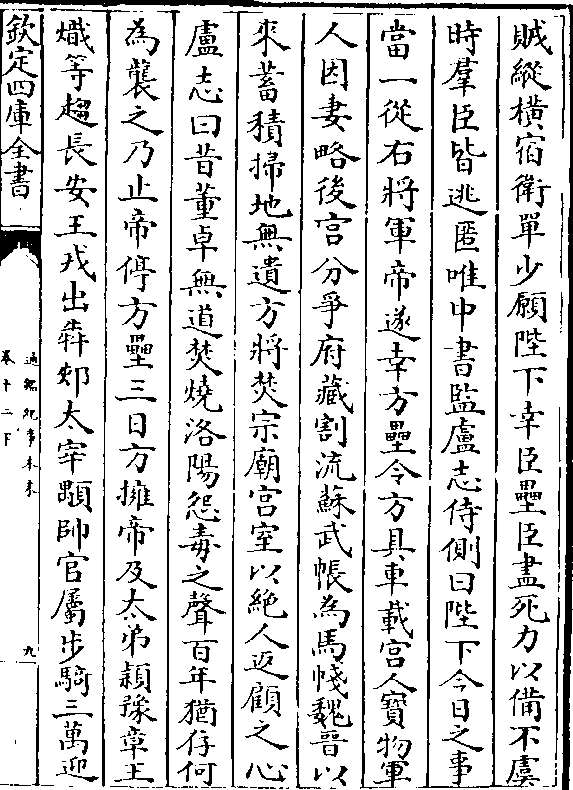 賊縱橫宿衛單少願陛下幸臣壘臣盡死力以備不虞
時羣臣皆逃匿唯中書監盧志侍側曰陛下今日之事
當一從右將軍帝遂幸方壘令方具車載宮人寳物軍
人因妻略後宮分爭府藏割流蘇武帳為馬㡞魏晉以
來蓄積掃地無遺方將焚宗廟宮室以絶人返顧之心
盧志曰昔董卓無道焚燒洛陽怨毒之聲百年猶存何
為襲之乃止帝停方壘三日方擁帝及太弟穎豫章王
熾等趨長安王戎出奔郟太宰顒帥官屬步騎三萬迎
欽定四庫全書
通鑑紀事本末
卷十二下
九